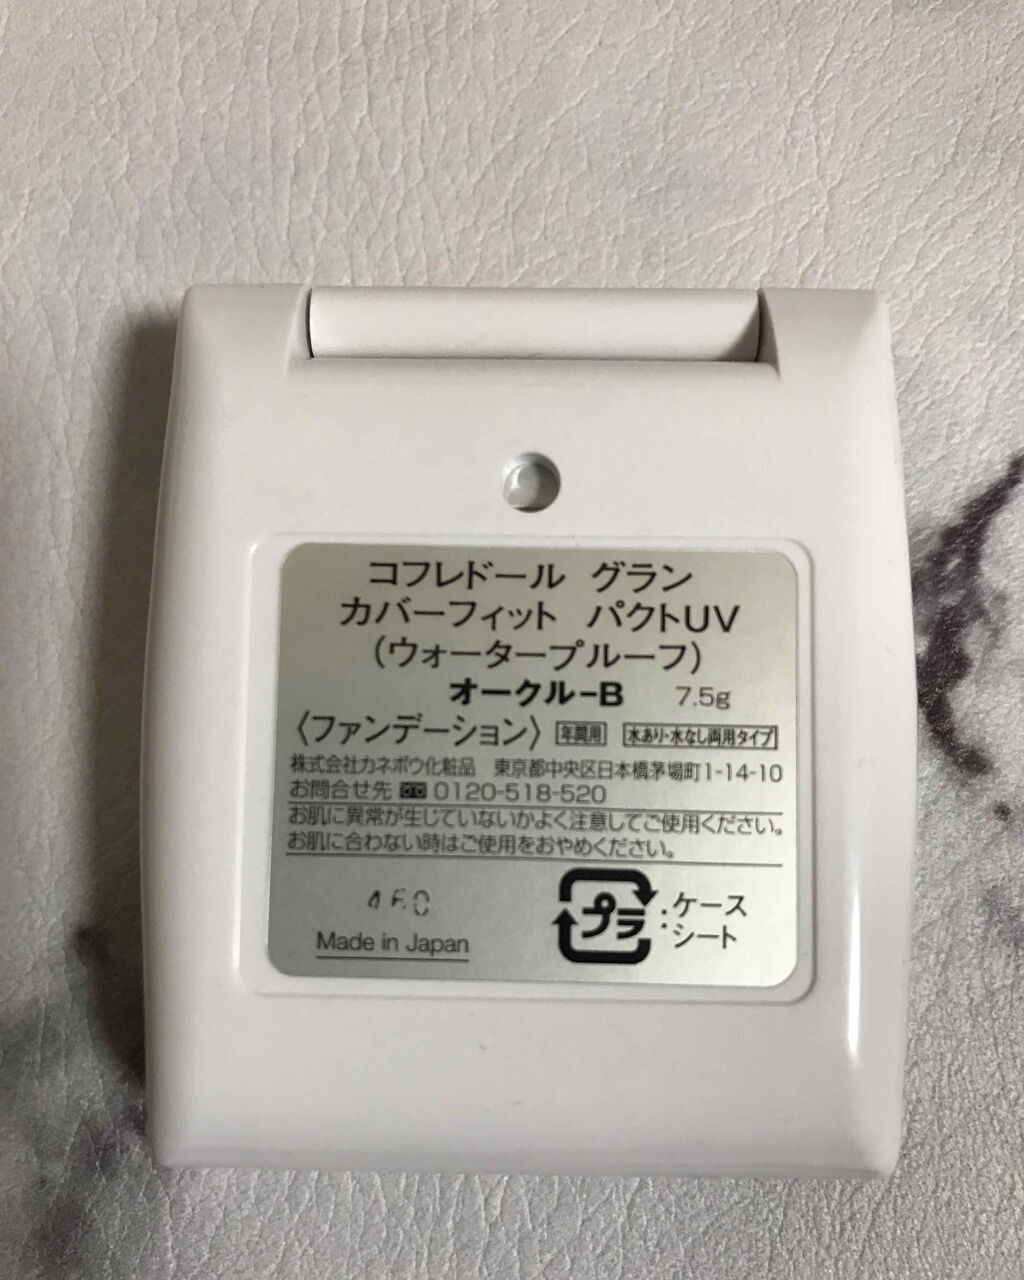 コフレドール グラン
カバーフィット パクトUV
(ウォータープルーフ)
オークル-B 7.5g
〈ファンデーション〉 年間用 水あり・水なし両用タイプ
株式会社カネボウ化粧品 東京都中央区日本橋茅場町1-14-10
お問合せ先 0120-518-520
お肌に異常が生じていないかよく注意してご使用ください。
お肌に合わない時はご使用をおやめください。
プラ :ケース
シート
Made in Japan